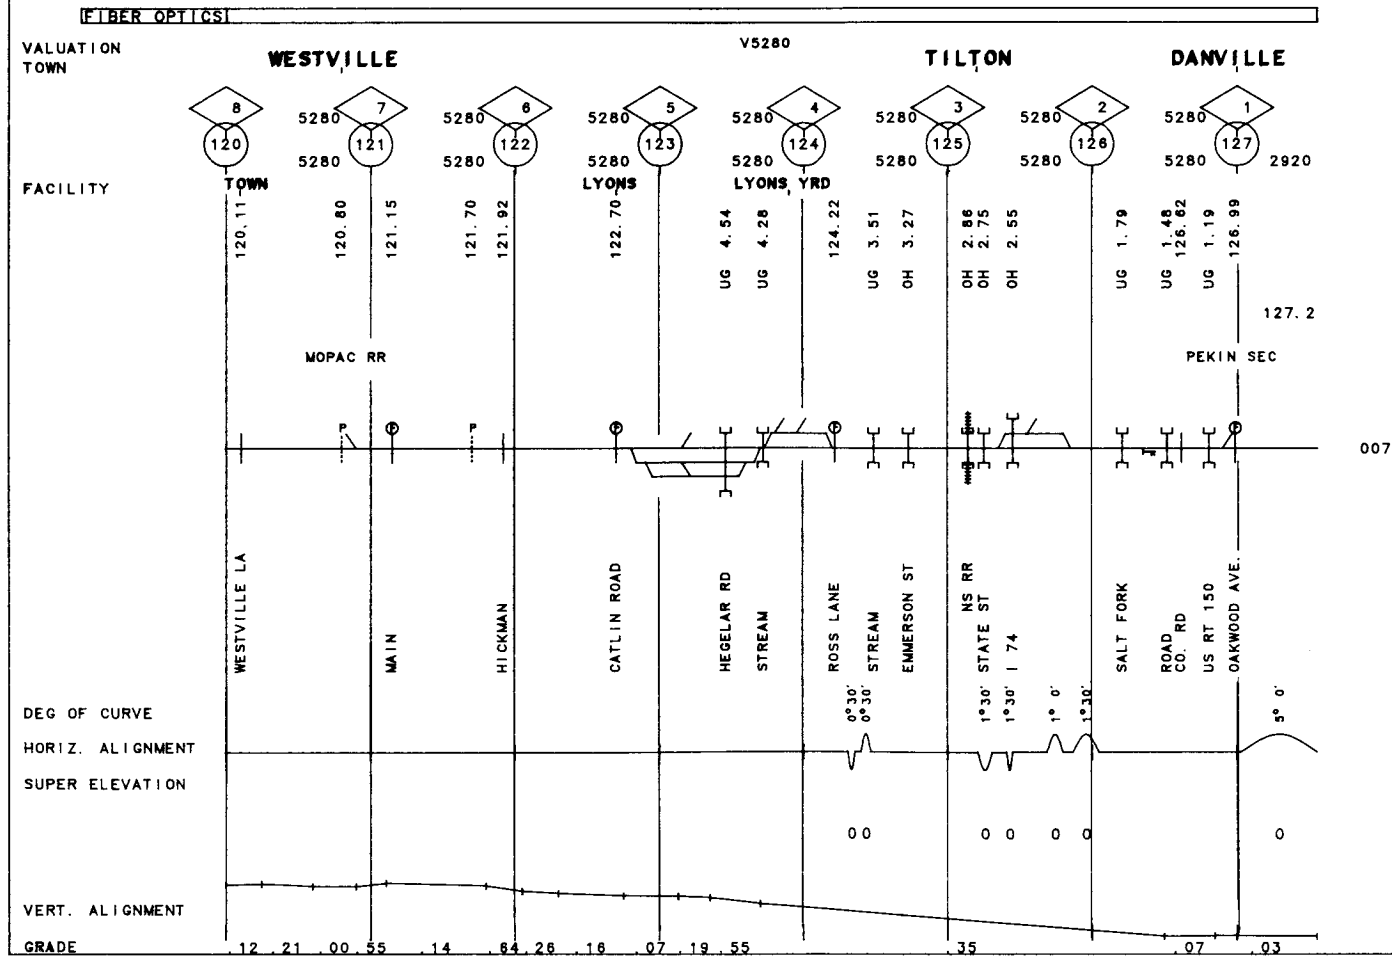 FIBER OPTICS
VALUATION V5280
TOWN WESTVILLE TILTON DANVILLE
8 7 6 5 4 3 2 1
5280 5280 5280 5280 5280 5280 5280
120 121 122 123 124 125 126 127
5280 5280 5280 5280 5280 5280 5280 2920
FACILITY TOWN LYONS LYONS YRD
120.11 120.80 121.15 121.70 121.92 122.70 UG 4.54 UG 4.28 124.22 UG 3.51 OH 3.27 OH 2.86 OH 2.75 OH 2.55 UG 1.79 UG 1.48 126.62 UG 1.19 126.99
127.2
MOPAC RR PEKIN SEC
P F P F F F
007
WESTVILLE LA MAIN HICKMAN CATLIN ROAD HEGELAR RD STREAM ROSS LANE STREAM EMMERSON ST NS RR STATE ST I 74 SALT FORK ROAD CO. RD US RT 150 OAKWOOD AVE.
DEG OF CURVE 0°30' 0°30' 1°30' 1°30' 1° 0' 1°30' 5° 0'
HORIZ. ALIGNMENT
SUPER ELEVATION
0 0 0 0 0 0 0
VERT. ALIGNMENT
GRADE .12 .21 .00 .55 .14 .64 .26 .16 .07 .19 .55 .35 .07 .03